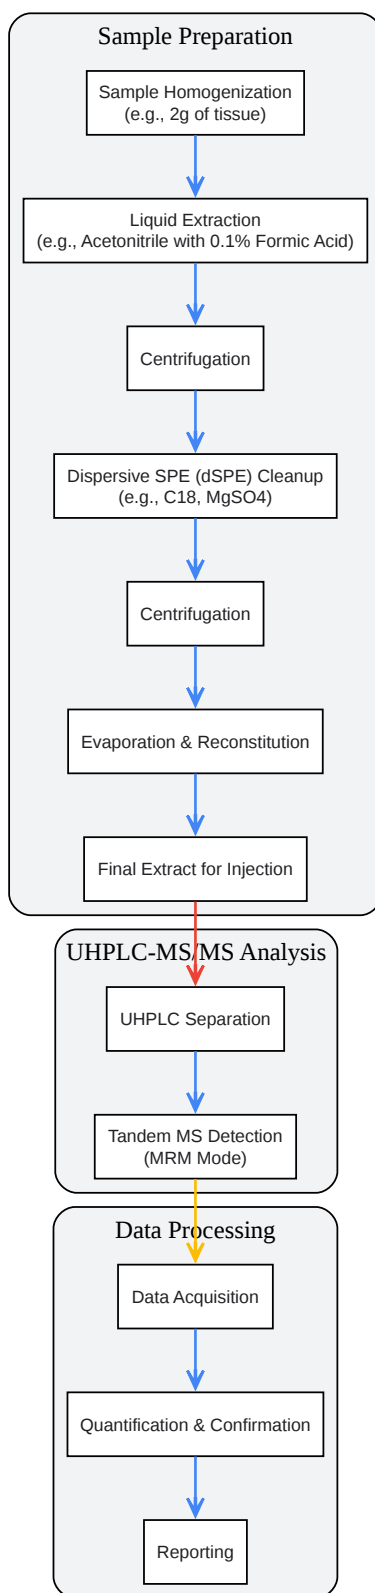 Sample Preparation
Sample Homogenization
(e.g., 2g of tissue)
Liquid Extraction
(e.g., Acetonitrile with 0.1% Formic Acid)
Centrifugation
Dispersive SPE (dSPE) Cleanup
(e.g., C18, MgSO4)
Centrifugation
Evaporation & Reconstitution
Final Extract for Injection
UHPLC-MS/MS Analysis
UHPLC Separation
Tandem MS Detection
(MRM Mode)
Data Processing
Data Acquisition
Quantification & Confirmation
Reporting